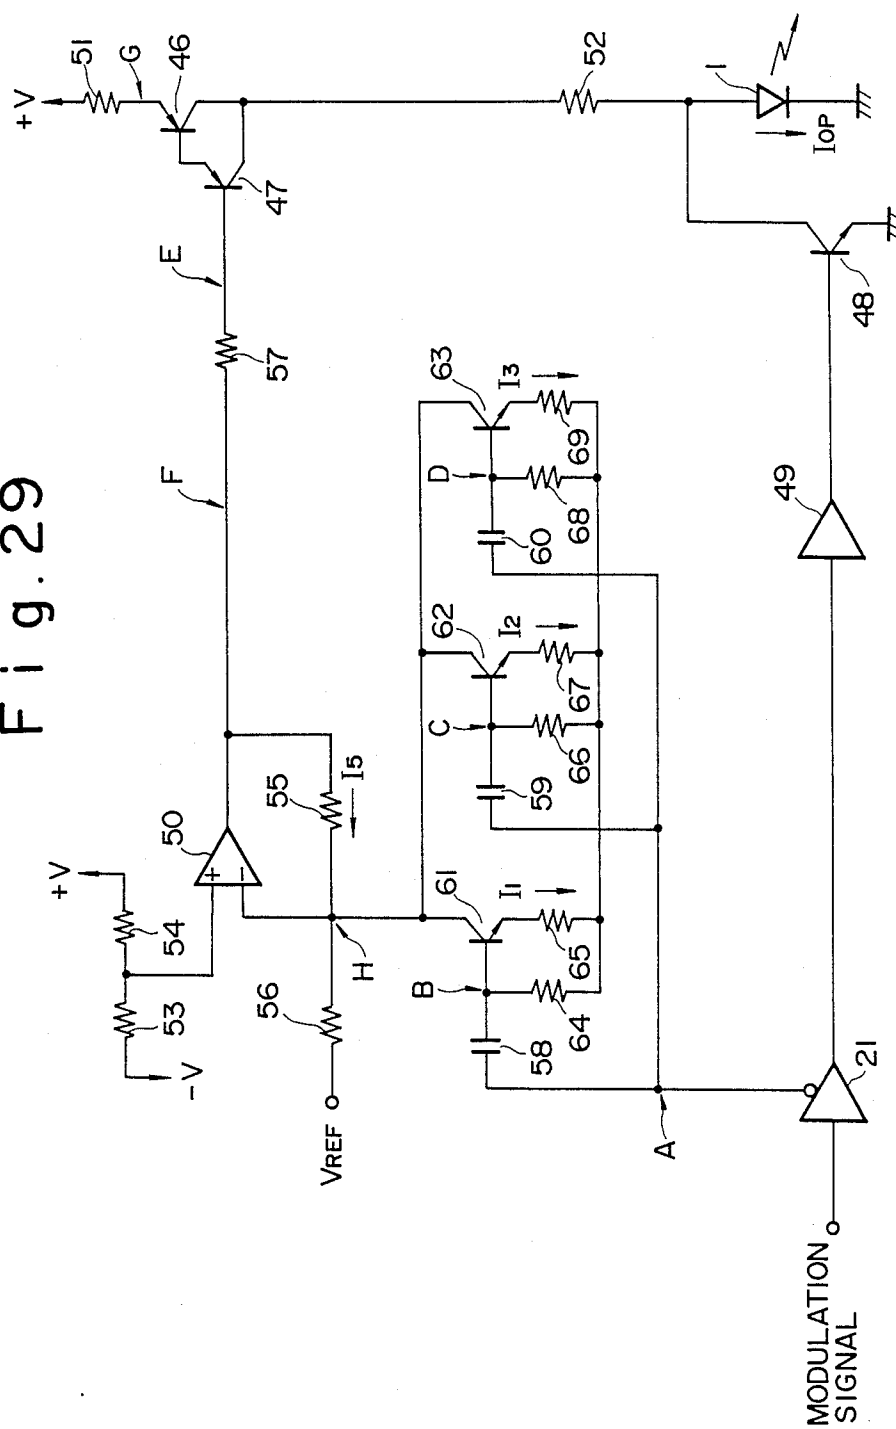 Fig. 29
+V
51
G
46
47
E
57
F
52
1
IOP
48
49
+V
54
53
-V
50
55
I5
56
VREF
H
63
I3
D
69
68
60
62
I2
C
67
66
59
61
I1
B
65
64
58
A
21
MODULATION
SIGNAL